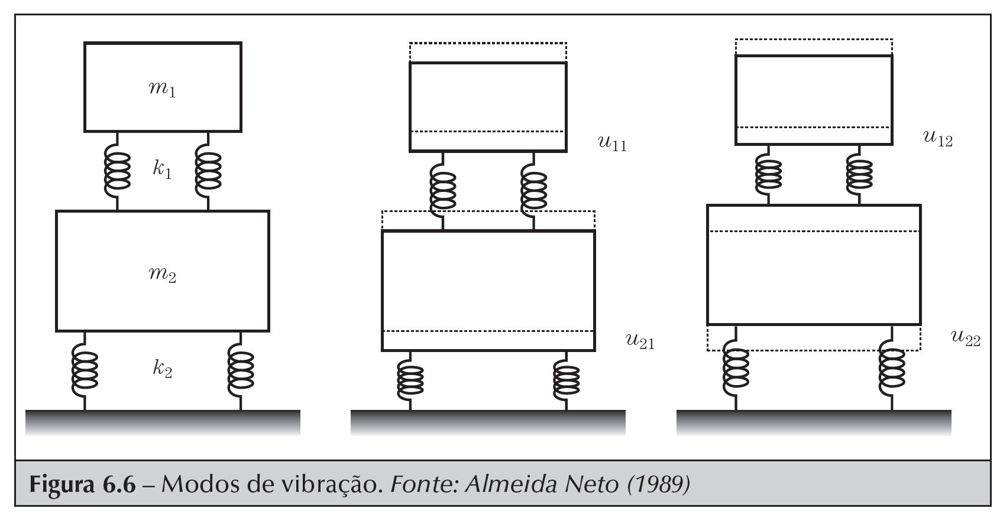 m₁
k₁
m₂
k₂
u₁₁
u₂₁
u₁₂
u₂₂
Figura 6.6 – Modos de vibração. Fonte: Almeida Neto (1989)